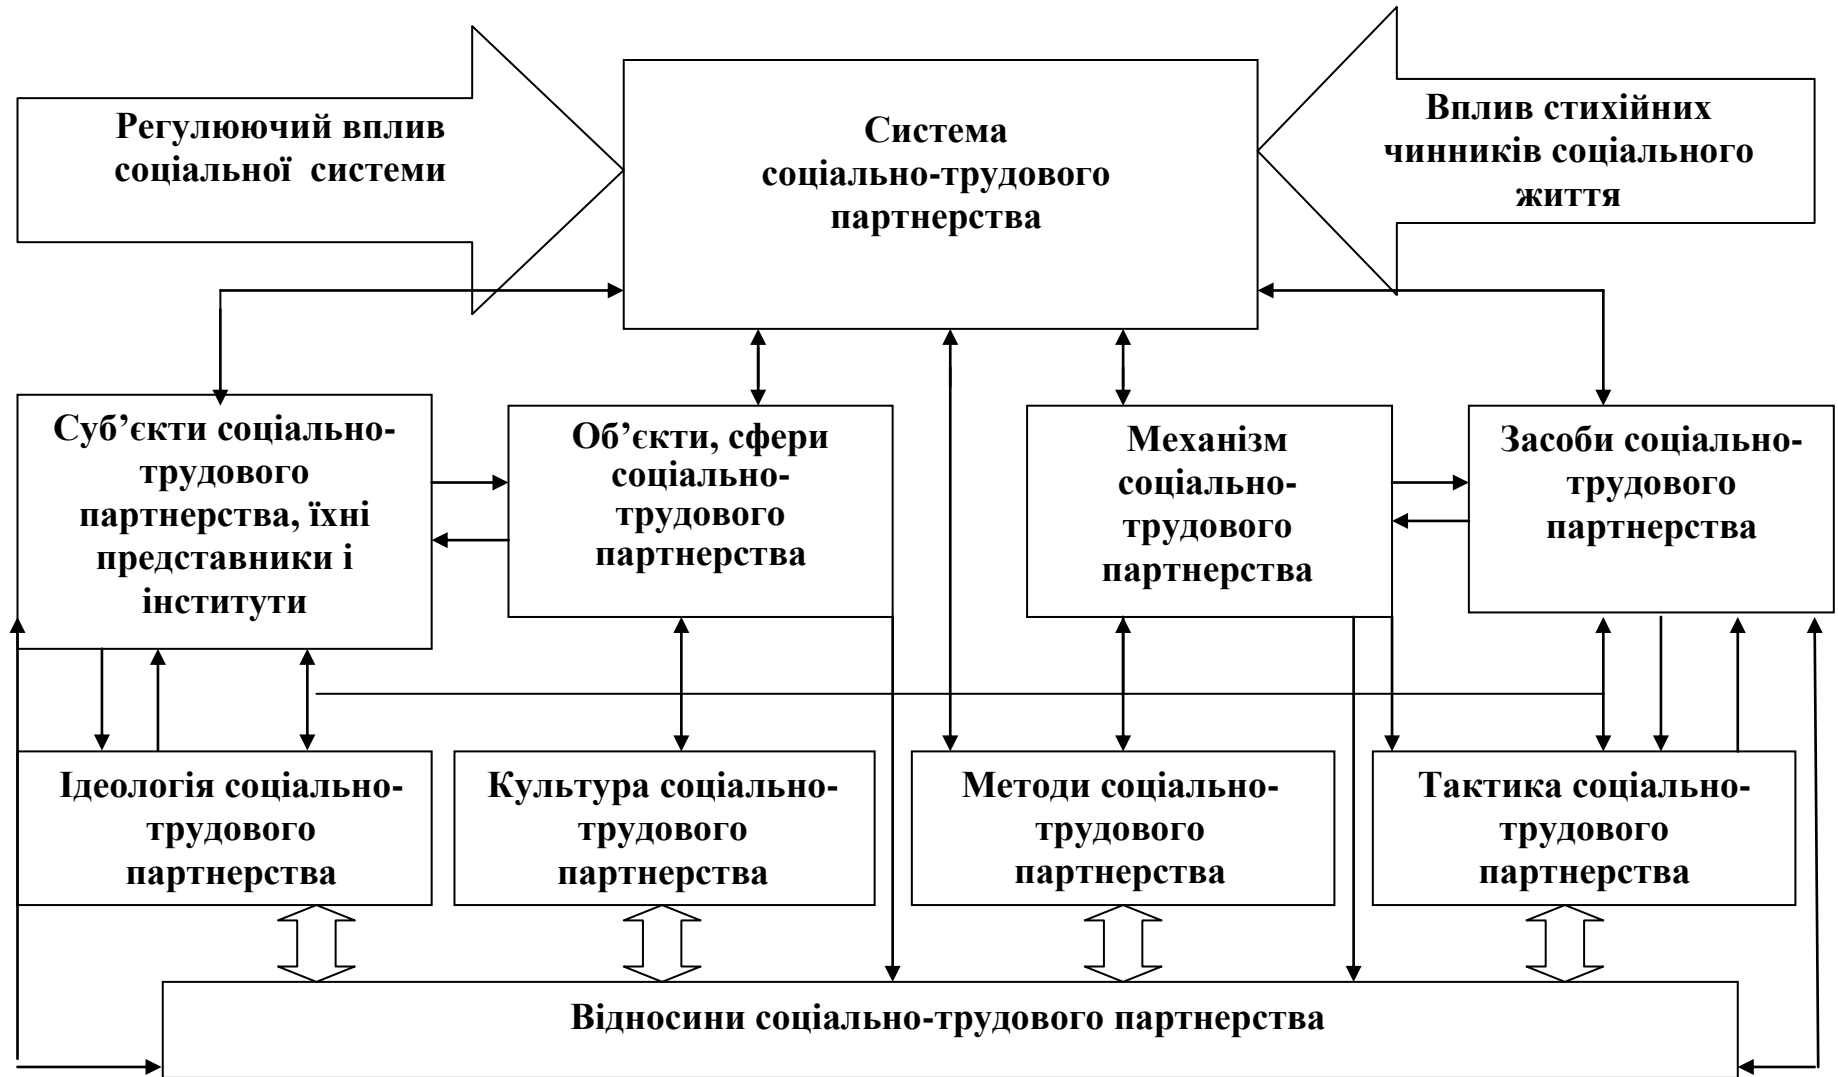 Регулюючий вплив
соціальної системи
Система
соціально-трудового
партнерства
Вплив стихійних
чинників соціального
життя
Суб’єкти соціально-
трудового
партнерства, їхні
представники і
інститути
Об’єкти, сфери
соціально-
трудового
партнерства
Механізм
соціально-
трудового
партнерства
Засоби соціально-
трудового
партнерства
Ідеологія соціально-
трудового
партнерства
Культура соціально-
трудового
партнерства
Методи соціально-
трудового
партнерства
Тактика соціально-
трудового
партнерства
Відносини соціально-трудового партнерства